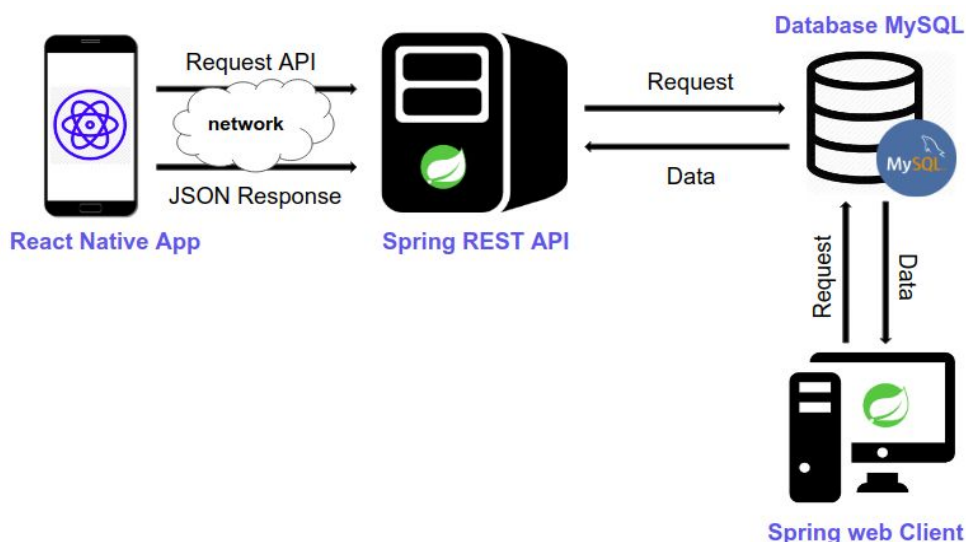 Database MySQL
Request API
network
JSON Response
Request
Data
MySQL
React Native App
Spring REST API
Request
Data
Spring web Client